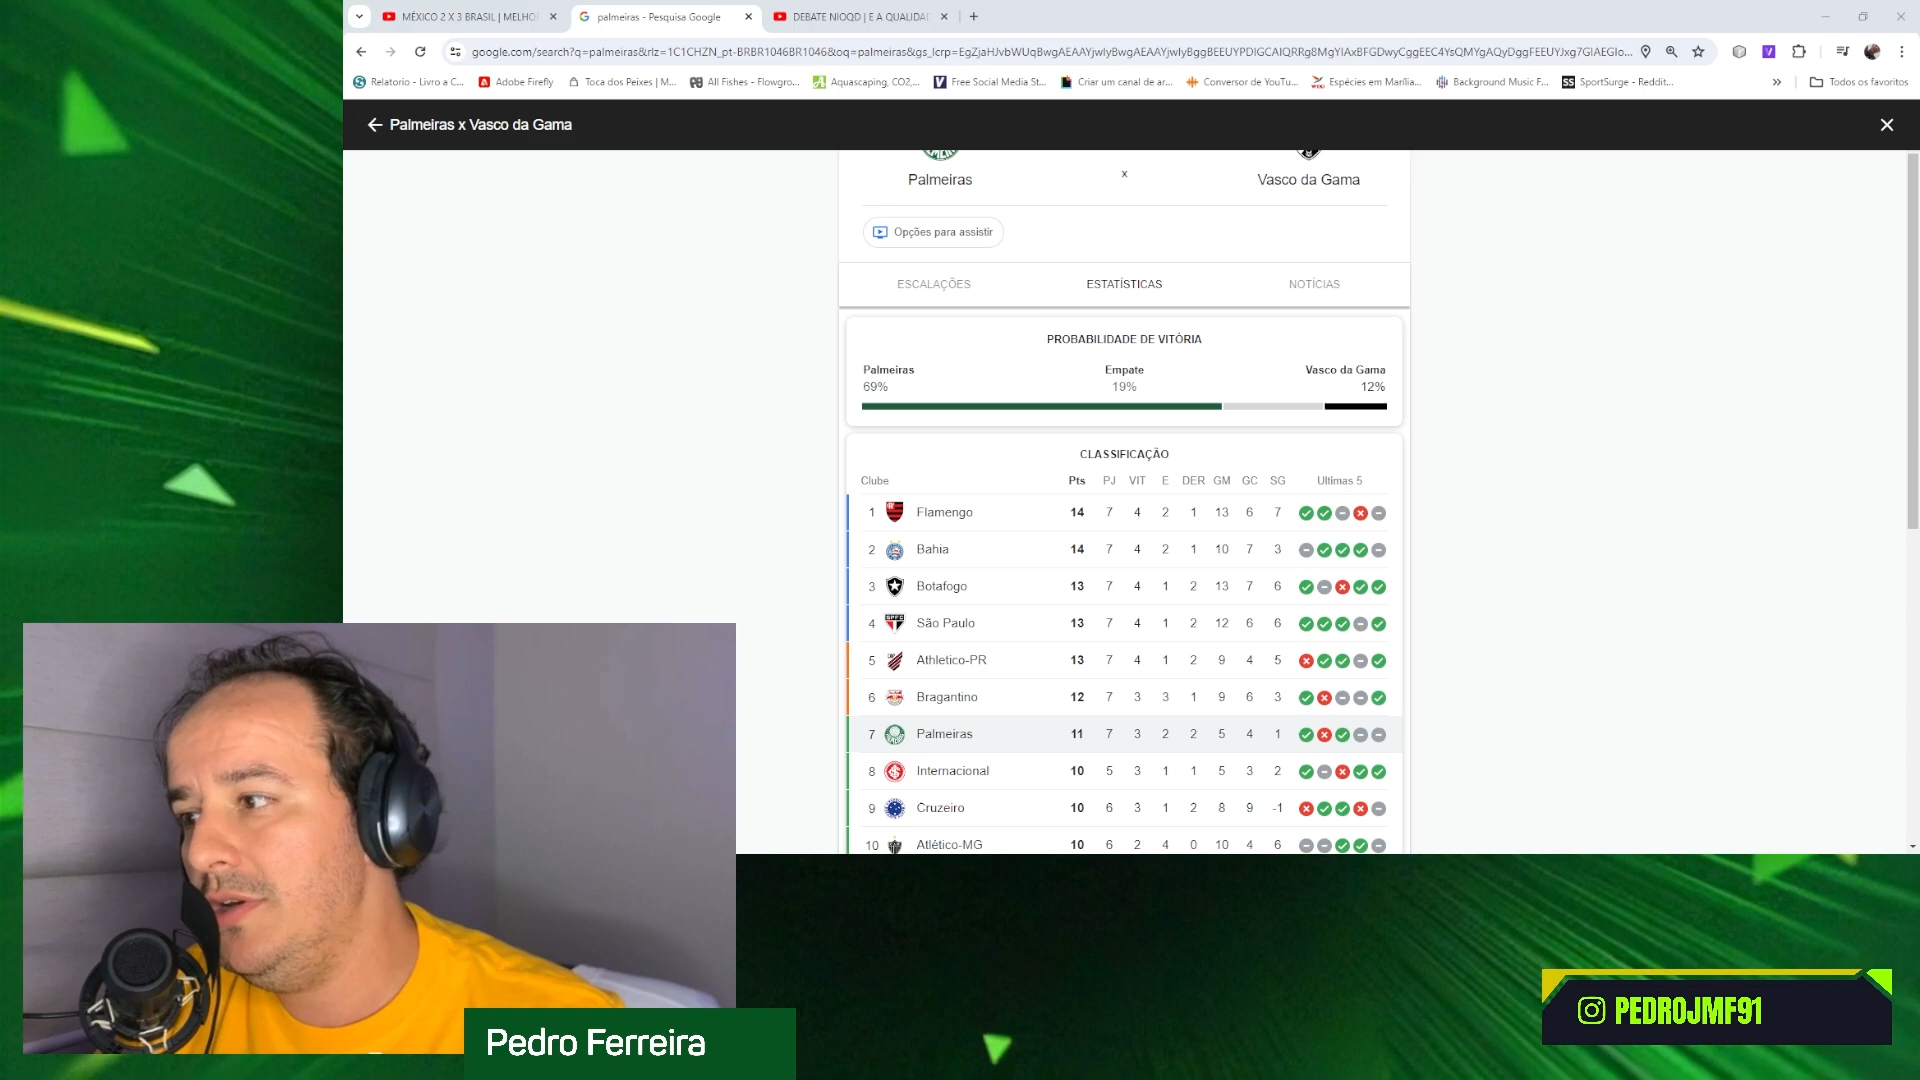 MÉXICO 2 X 3 BRASIL | MELHO
palmeiras - Pesquisa Google
DEBATE NIOQD | E A QUALIDA
Relatorio - Livro a C...
Adobe Firefly
Toca dos Peixes | M...
All Fishes - Flowgro...
Aquascaping, CO2,...
Free Social Media St...
Criar um canal de ar...
Conversor de YouTu...
Espécies em Marília...
Background Music F...
SportSurge - Reddit...
Todos os favoritos
Palmeiras x Vasco da Gama
Palmeiras x Vasco da Gama
Opções para assistir
ESCALAÇÕES ESTATÍSTICAS NOTÍCIAS
PROBABILIDADE DE VITÓRIA
Palmeiras Empate Vasco da Gama
69% 19% 12%
CLASSIFICAÇÃO
Clube Pts PJ VIT E DER GM GC SG Ultimas 5
1 Flamengo 14 7 4 2 1 13 6 7
2 Bahia 14 7 4 2 1 10 7 3
3 Botafogo 13 7 4 1 2 13 7 6
4 São Paulo 13 7 4 1 2 12 6 6
5 Athletico-PR 13 7 4 1 2 9 4 5
6 Bragantino 12 7 3 3 1 9 6 3
7 Palmeiras 11 7 3 2 2 5 4 1
8 Internacional 10 5 3 1 1 5 3 2
9 Cruzeiro 10 6 3 1 2 8 9 -1
10 Atlético-MG 10 6 2 4 0 10 4 6
Pedro Ferreira
PEDROJMF91